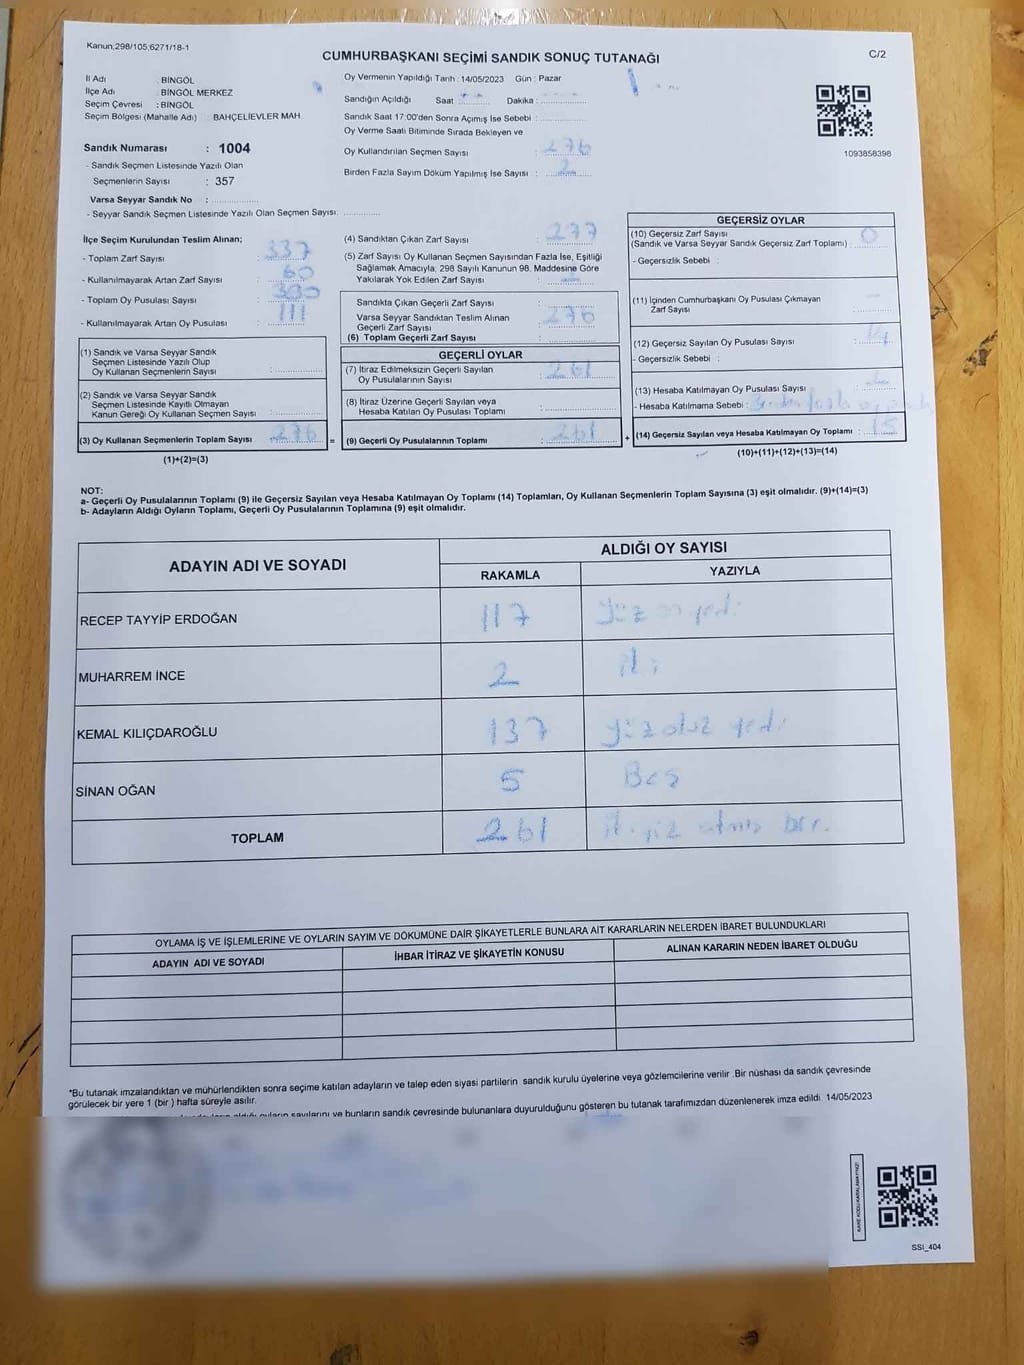 Kanun,298/105,6271/18-1
CUMHURBAŞKANI SEÇİMİ SANDIK SONUÇ TUTANAĞI
C/2
İl Adı : BİNGÖL
İlçe Adı : BİNGÖL MERKEZ
Seçim Çevresi : BİNGÖL
Seçim Bölgesi (Mahalle Adı) : BAHÇELİEVLER MAH.
Sandık Numarası : 1004
- Sandık Seçmen Listesinde Yazılı Olan
Seçmenlerin Sayısı : 357
Varsa Seyyar Sandık No :
- Seyyar Sandık Seçmen Listesinde Yazılı Olan Seçmen Sayısı:
Oy Vermenin Yapıldığı Tarih : 14/05/2023 Gün : Pazar
Sandığın Açıldığı Saat : Dakika :
Sandık Saat 17:00'den Sonra Açımış İse Sebebi :
Oy Verme Saati Bitiminde Sırada Bekleyen ve
Oy Kullandırılan Seçmen Sayısı : 276
Birden Fazla Sayım Döküm Yapılmış İse Sayısı : 2
1093858398
İlçe Seçim Kurulundan Teslim Alınan;
- Toplam Zarf Sayısı : 337
- Kullanılmayarak Artan Zarf Sayısı : 60
- Toplam Oy Pusulası Sayısı :
- Kullanılmayarak Artan Oy Pusulası : 111
(1) Sandık ve Varsa Seyyar Sandık
Seçmen Listesinde Yazılı Olup
Oy Kullanan Seçmenlerin Sayısı :
(2) Sandık ve Varsa Seyyar Sandık
Seçmen Listesinde Kayıtlı Olmayan
Kanun Gereği Oy Kullanan Seçmen Sayısı :
(3) Oy Kullanan Seçmenlerin Toplam Sayısı : 276 =
(1)+(2)=(3)
(4) Sandıktan Çıkan Zarf Sayısı : 277
(5) Zarf Sayısı Oy Kullanan Seçmen Sayısından Fazla İse, Eşitliği
Sağlamak Amacıyla, 298 Sayılı Kanunun 98. Maddesine Göre
Yakılarak Yok Edilen Zarf Sayısı :
Sandıkta Çıkan Geçerli Zarf Sayısı :
Varsa Seyyar Sandıktan Teslim Alınan
Geçerli Zarf Sayısı : 276
(6) Toplam Geçerli Zarf Sayısı :
GEÇERLİ OYLAR
(7) İtiraz Edilmeksizin Geçerli Sayılan
Oy Pusulalarının Sayısı : 261
(8) İtiraz Üzerine Geçerli Sayılan veya
Hesaba Katılan Oy Pusulası Toplamı :
(9) Geçerli Oy Pusulalarının Toplamı : 261 +
GEÇERSİZ OYLAR
(10) Geçersiz Zarf Sayısı
(Sandık ve Varsa Seyyar Sandık Geçersiz Zarf Toplamı) : 0
- Geçersizlik Sebebi :
(11) İçinden Cumhurbaşkanı Oy Pusulası Çıkmayan
Zarf Sayısı :
(12) Geçersiz Sayılan Oy Pusulası Sayısı : 14
- Geçersizlik Sebebi :
(13) Hesaba Katılmayan Oy Pusulası Sayısı :
- Hesaba Katılmama Sebebi : Birden fazla oy
(14) Geçersiz Sayılan veya Hesaba Katılmayan Oy Toplamı : 15
(10)+(11)+(12)+(13)=(14)
NOT:
a- Geçerli Oy Pusulalarının Toplamı (9) ile Geçersiz Sayılan veya Hesaba Katılmayan Oy Toplamı (14) Toplamları, Oy Kullanan Seçmenlerin Toplam Sayısına (3) eşit olmalıdır. (9)+(14)=(3)
b- Adayların Aldığı Oyların Toplamı, Geçerli Oy Pusulalarının Toplamına (9) eşit olmalıdır.
ADAYIN ADI VE SOYADI
ALDIĞI OY SAYISI
RAKAMLA YAZIYLA
RECEP TAYYİP ERDOĞAN 117 yüz on yedi
MUHARREM İNCE 2 iki
KEMAL KILIÇDAROĞLU 137 yüz otuz yedi
SİNAN OĞAN 5 Beş
TOPLAM 261 iki yüz atmış bir.
OYLAMA İŞ VE İŞLEMLERİNE VE OYLARIN SAYIM VE DÖKÜMÜNE DAİR ŞİKAYETLERLE BUNLARA AİT KARARLARIN NELERDEN İBARET BULUNDUKLARI
ADAYIN ADI VE SOYADI İHBAR İTİRAZ VE ŞİKAYETİN KONUSU ALINAN KARARIN NEDEN İBARET OLDUĞU
*Bu tutanak imzalandıktan ve mühürlendikten sonra seçime katılan adayların ve talep eden siyasi partilerin sandık kurulu üyelerine veya gözlemcilerine verilir .Bir nüshası da sandık çevresinde
görülecek bir yere 1 (bir ) hafta süreyle asılır.
oyların sayılarını ve bunların sandık çevresinde bulunanlara duyurulduğunu gösteren bu tutanak tarafımızdan düzenlenerek imza edildi. 14/05/2023
KARE KODU KARALAMAYINIZ!
SSI_404